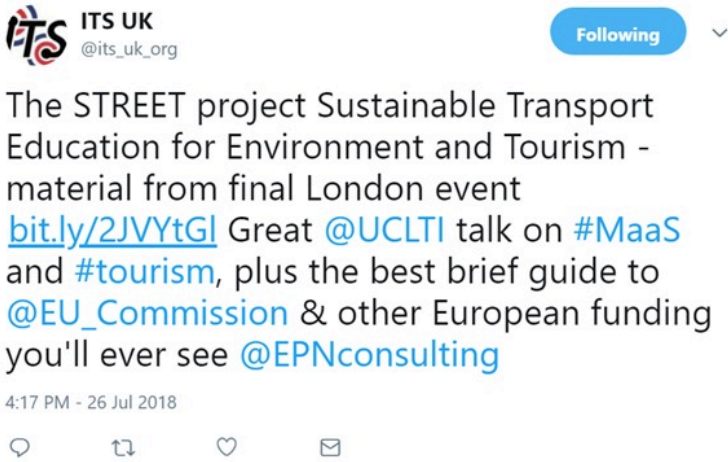 ITS
ITS UK
@its_uk_org
Following
The STREET project Sustainable Transport
Education for Environment and Tourism -
material from final London event
bit.ly/2JVYtGl Great @UCLTI talk on #MaaS
and #tourism, plus the best brief guide to
@EU_Commission & other European funding
you'll ever see @EPNconsulting
4:17 PM - 26 Jul 2018